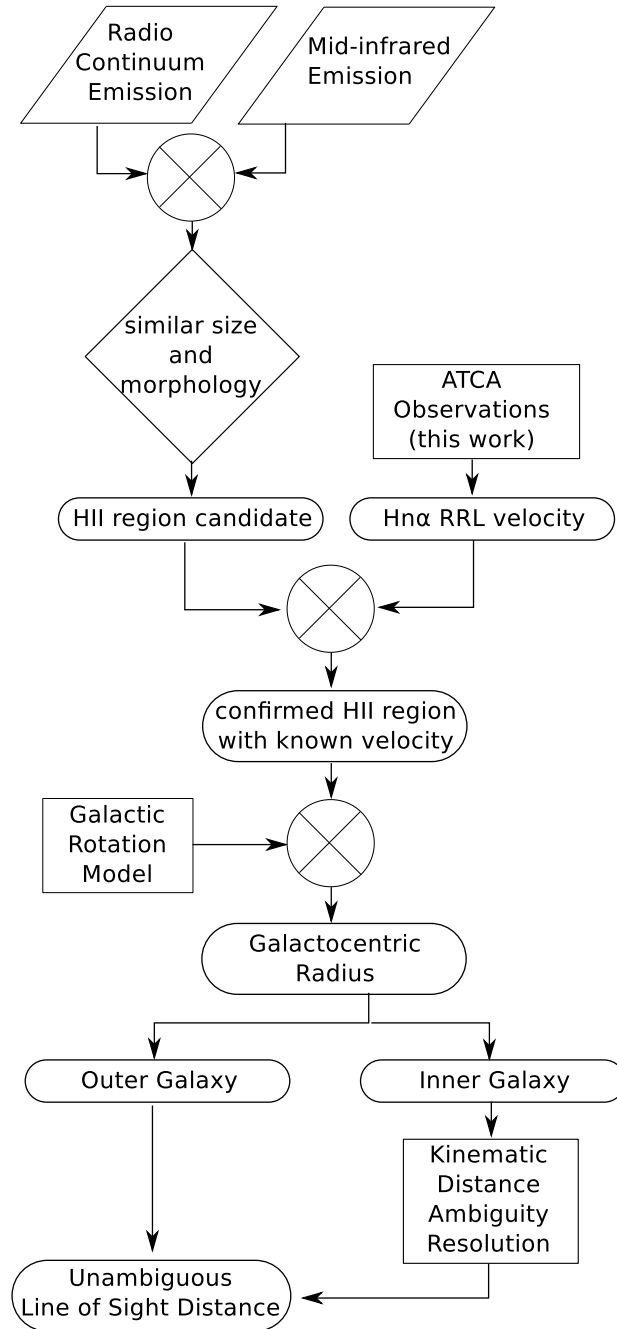 Radio
Continuum
Emission
Mid-infrared
Emission
similar size
and
morphology
ATCA
Observations
(this work)
HII region candidate
Hnα RRL velocity
confirmed HII region
with known velocity
Galactic
Rotation
Model
Galactocentric
Radius
Outer Galaxy
Inner Galaxy
Kinematic
Distance
Ambiguity
Resolution
Unambiguous
Line of Sight Distance